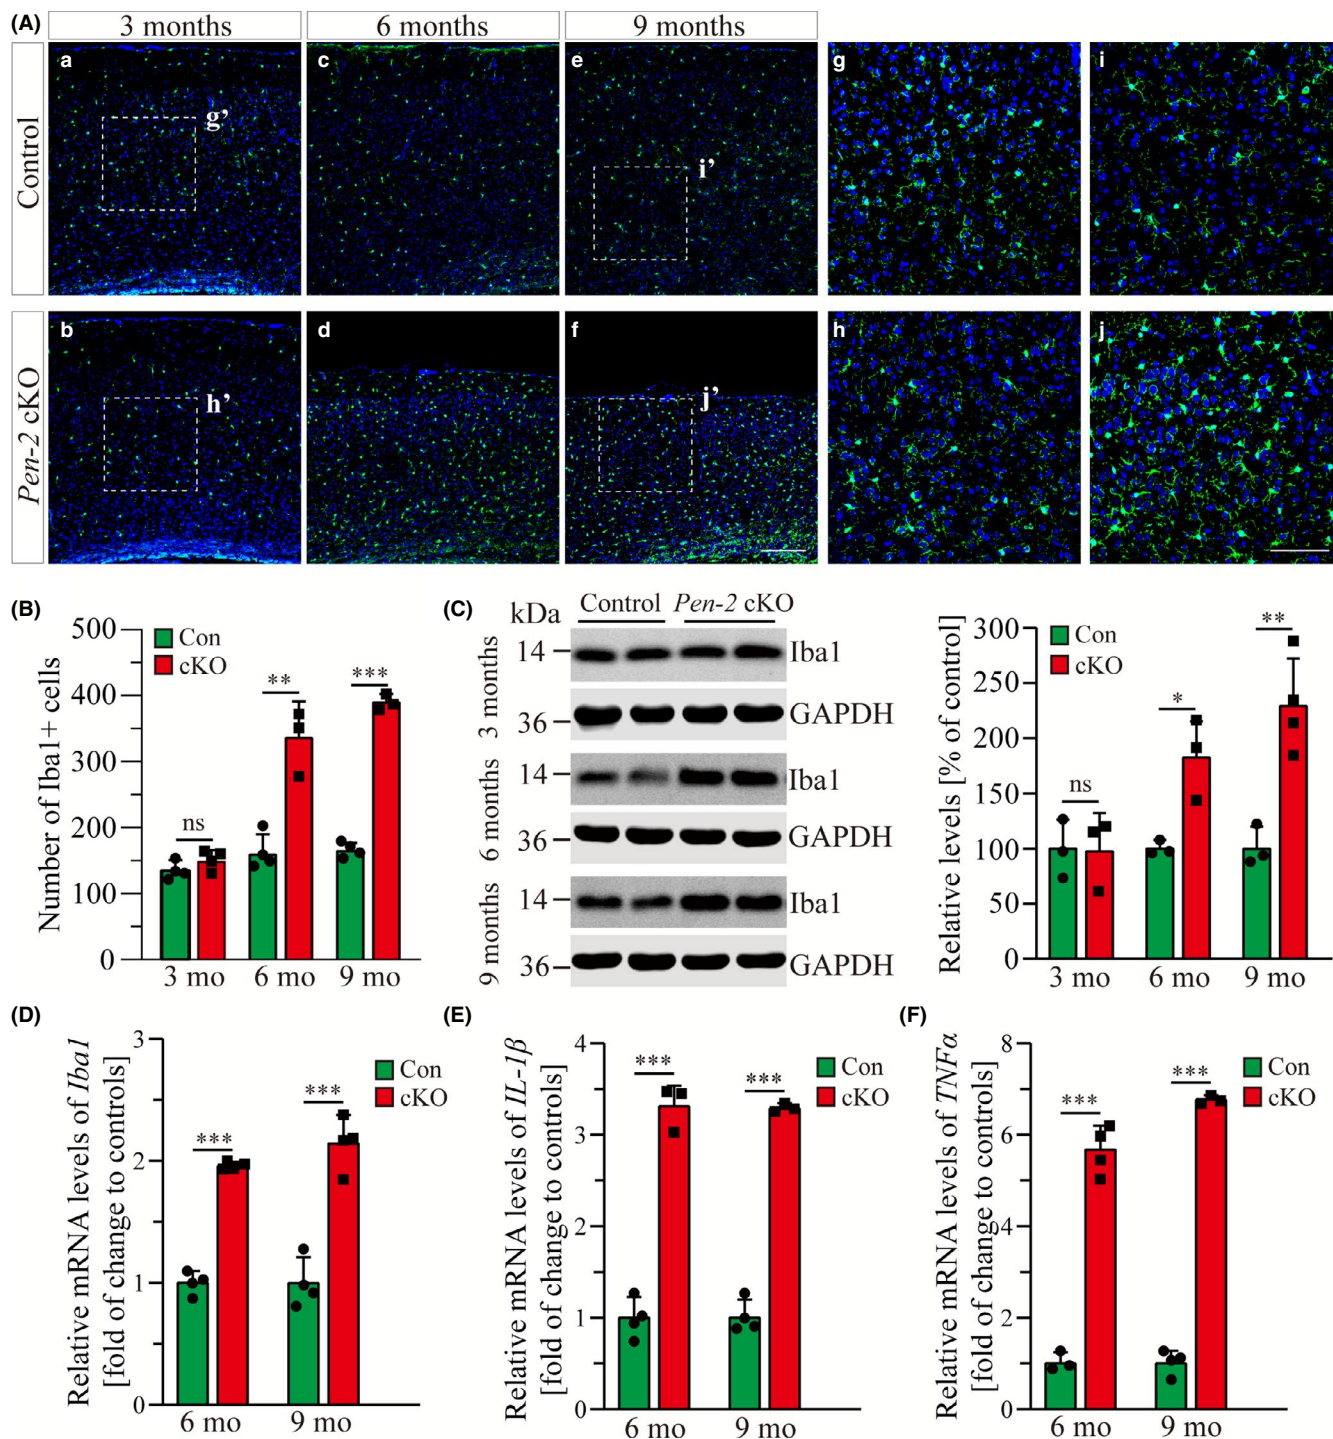 (A)
3 months
6 months
9 months
Control
a
g’
c
e
i’
g
i
Pen-2 cKO
b
h’
d
f
j’
h
j
(B)
Number of Iba1+ cells
500
400
300
200
100
0
Con
cKO
ns
**
***
3 mo
6 mo
9 mo
(C)
kDa
Control
Pen-2 cKO
3 months
14
Iba1
36
GAPDH
6 months
14
Iba1
36
GAPDH
9 months
14
Iba1
36
GAPDH
Relative levels [% of control]
300
250
200
150
100
50
0
Con
cKO
ns
*
**
3 mo
6 mo
9 mo
(D)
Relative mRNA levels of Iba1
[fold of change to controls]
3
2
1
0
Con
cKO
***
***
6 mo
9 mo
(E)
Relative mRNA levels of IL-1β
[fold of change to controls]
4
3
2
1
0
Con
cKO
***
***
6 mo
9 mo
(F)
Relative mRNA levels of TNFα
[fold of change to controls]
8
6
4
2
1
0
Con
cKO
***
***
6 mo
9 mo